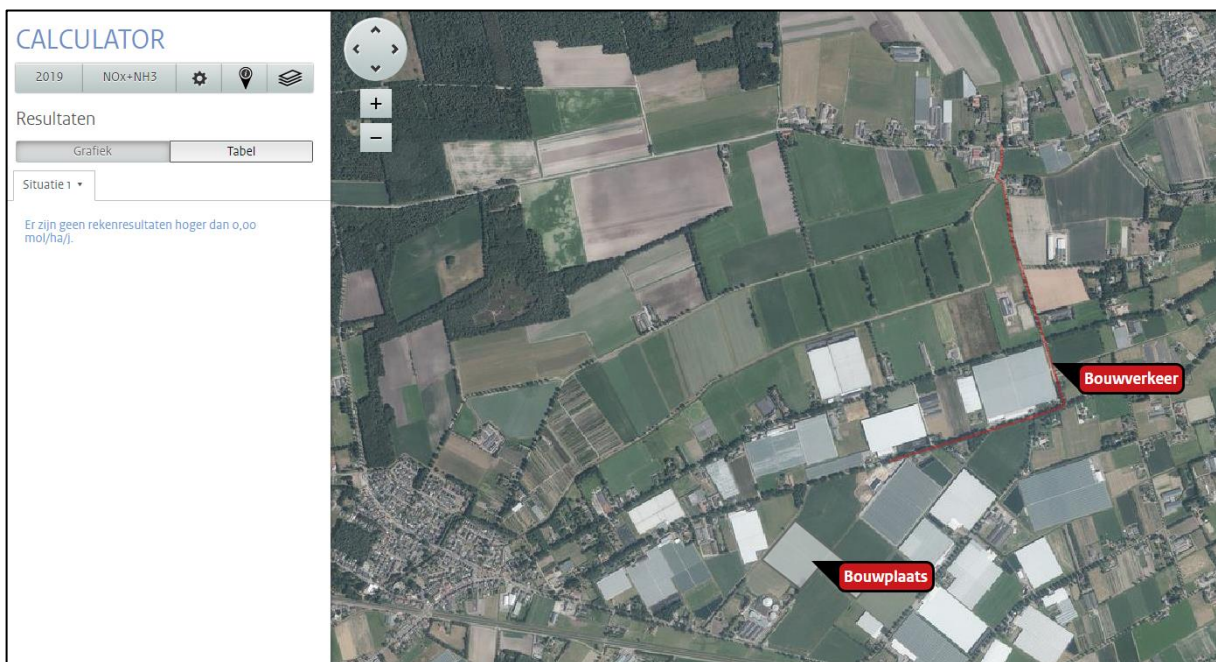 CALCULATOR
2019 NOx+NH3
Resultaten
Grafiek Tabel
Situatie 1
Er zijn geen rekenresultaten hoger dan 0,00
mol/ha/j.
+
−
Bouwverkeer
Bouwplaats